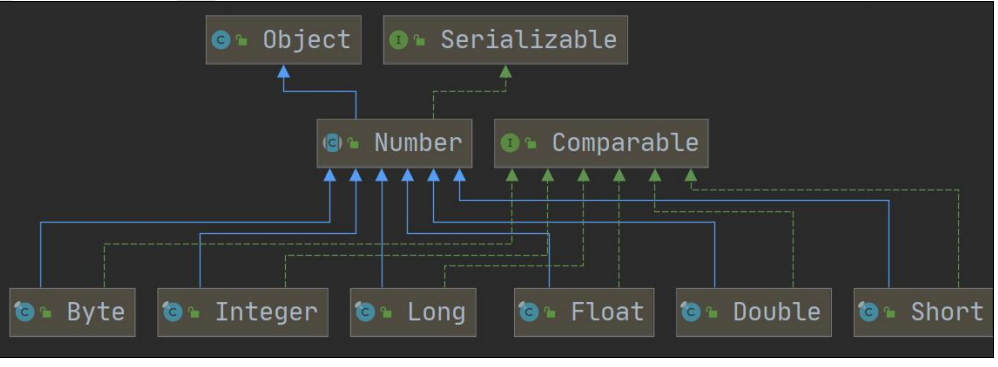 Object Serializable
Number Comparable
Byte Integer Long Float Double Short